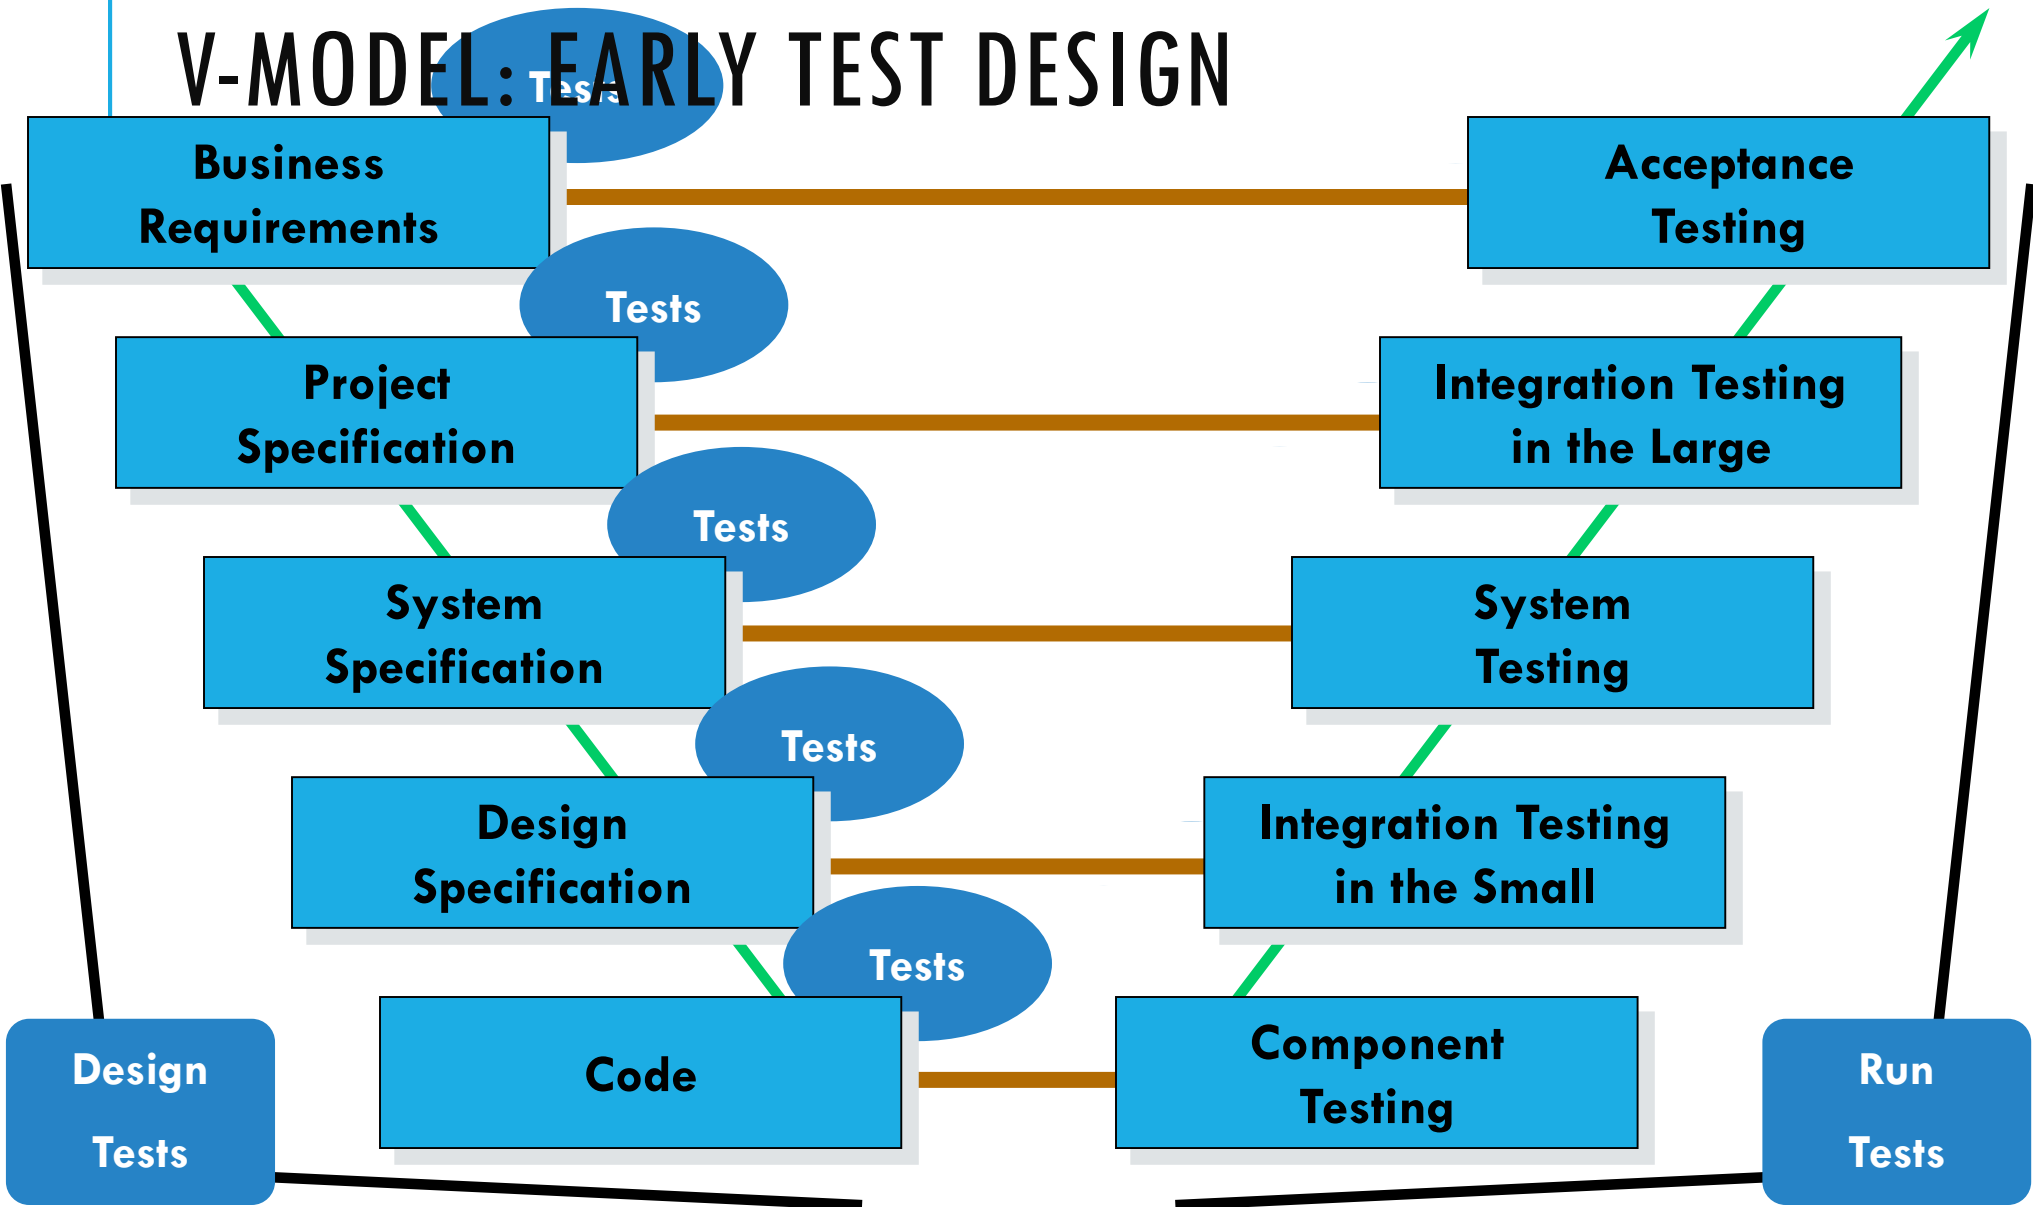 V-MODEL: EARLY TEST DESIGN
Tests
Business
Requirements
Acceptance
Testing
Tests
Project
Specification
Integration Testing
in the Large
Tests
System
Specification
System
Testing
Tests
Design
Specification
Integration Testing
in the Small
Tests
Code
Component
Testing
Design
Tests
Run
Tests